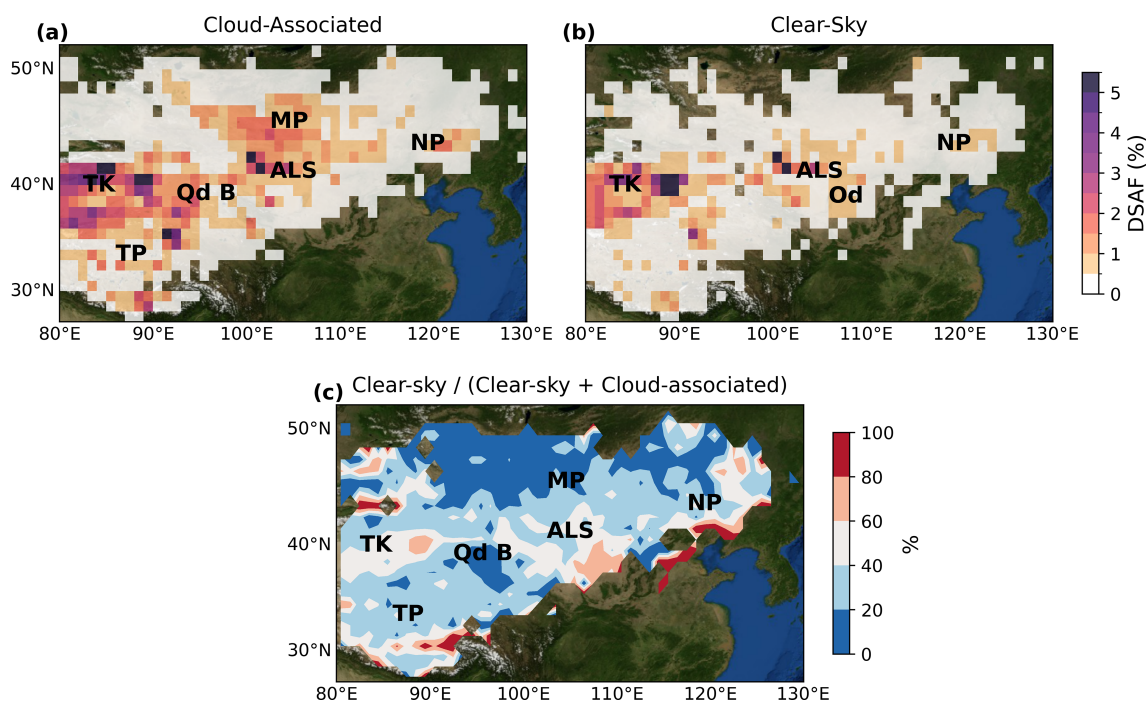 (a) Cloud-Associated
(b) Clear-Sky
50°N
40°N
30°N
MP
NP
ALS
TK
Qd B
TP
80°E 90°E 100°E 110°E 120°E 130°E
NP
ALS
TK
Od
80°E 90°E 100°E 110°E 120°E 130°E
5
4
3
2
1
0
DSAF (%)
(c) Clear-sky / (Clear-sky + Cloud-associated)
50°N
40°N
30°N
MP
NP
ALS
TK
Qd B
TP
80°E 90°E 100°E 110°E 120°E 130°E
100
80
60
40
20
0
%